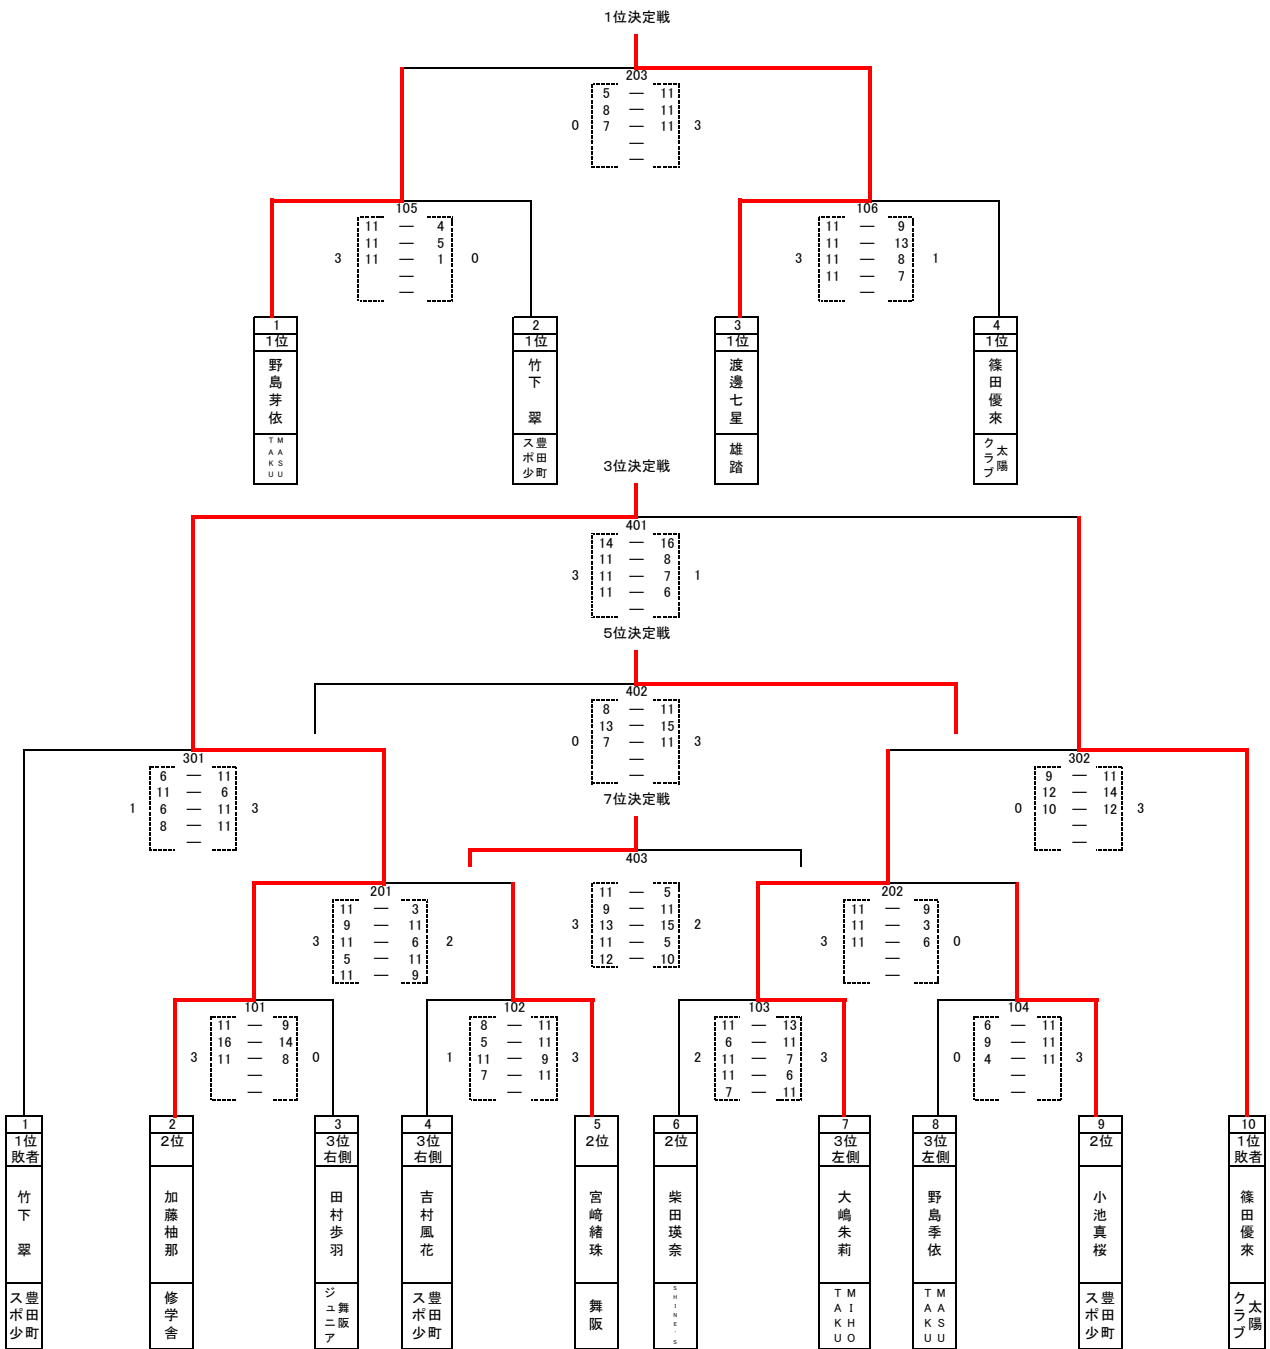 1位決定戦
203
5 — 11
8 — 11
0 7 — 11 3
—
—
105 106
11 — 4 11 — 9
11 — 5 11 — 13
3 11 — 1 0 3 11 — 8 1
— 11 — 7
— —
1 2 3 4
1位 1位 1位 1位
野島芽依 竹下 翠 渡邊七星 篠田優來
MASU TAKU 豊田町スポ少 雄踏 太陽クラブ
3位決定戦
401
14 — 16
11 — 8
3 11 — 7 1
11 — 6
—
5位決定戦
402
8 — 11
13 — 15
0 7 — 11 3
—
—
301 302
6 — 11 9 — 11
11 — 6 12 — 14
1 6 — 11 3 0 10 — 12 3
8 — 11 —
— —
7位決定戦
403
11 — 5
9 — 11
3 13 — 15 2
11 — 5
12 — 10
201 202
11 — 3 11 — 9
9 — 11 11 — 3
3 11 — 6 2 3 11 — 6 0
5 — 11 —
11 — 9 —
101 102 103 104
11 — 9 8 — 11 11 — 13 6 — 11
16 — 14 5 — 11 6 — 11 9 — 11
3 11 — 8 0 1 11 — 9 3 2 11 — 7 3 0 4 — 11 3
— 7 — 11 11 — 6 —
— — 7 — 11 —
1 2 3 4 5 6 7 8 9 10
1位敗者 2位 3位右側 3位右側 2位 2位 3位左側 3位左側 2位 1位敗者
竹下 翠 加藤柚那 田村歩羽 吉村風花 宮﨑緒珠 柴田瑛奈 大嶋朱莉 野島季依 小池真桜 篠田優來
豊田町スポ少 修学舎 舞阪ジュニア 豊田町スポ少 舞阪 SHINE'S MIHO TAKU MASU TAKU 豊田町スポ少 太陽クラブ